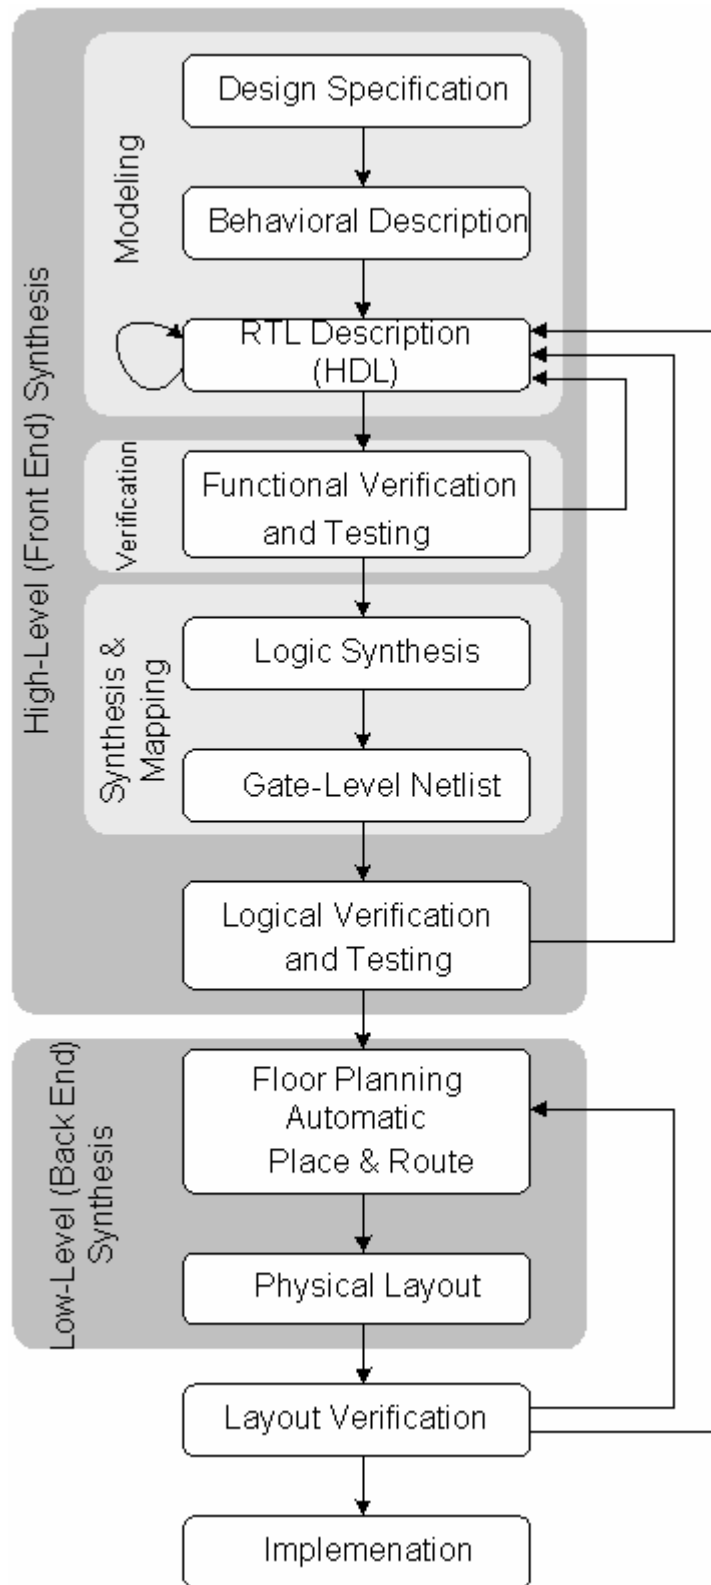 High-Level (Front End) Synthesis
Modeling
Design Specification
Behavioral Description
RTL Description
(HDL)
Verification
Functional Verification
and Testing
Synthesis &
Mapping
Logic Synthesis
Gate-Level Netlist
Logical Verification
and Testing
Low-Level (Back End)
Synthesis
Floor Planning
Automatic
Place & Route
Physical Layout
Layout Verification
Implemenation